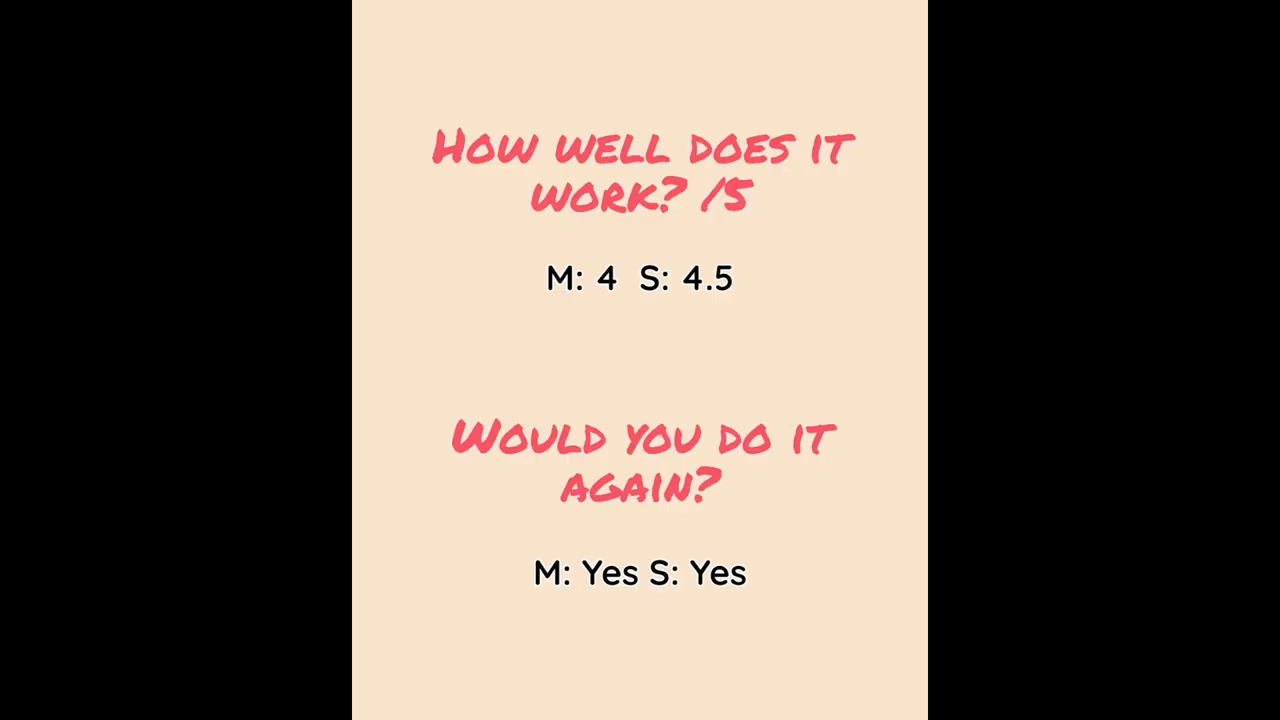 HOW WELL DOES IT
WORK? /5
M: 4 S: 4.5
WOULD YOU DO IT
AGAIN?
M: Yes S: Yes